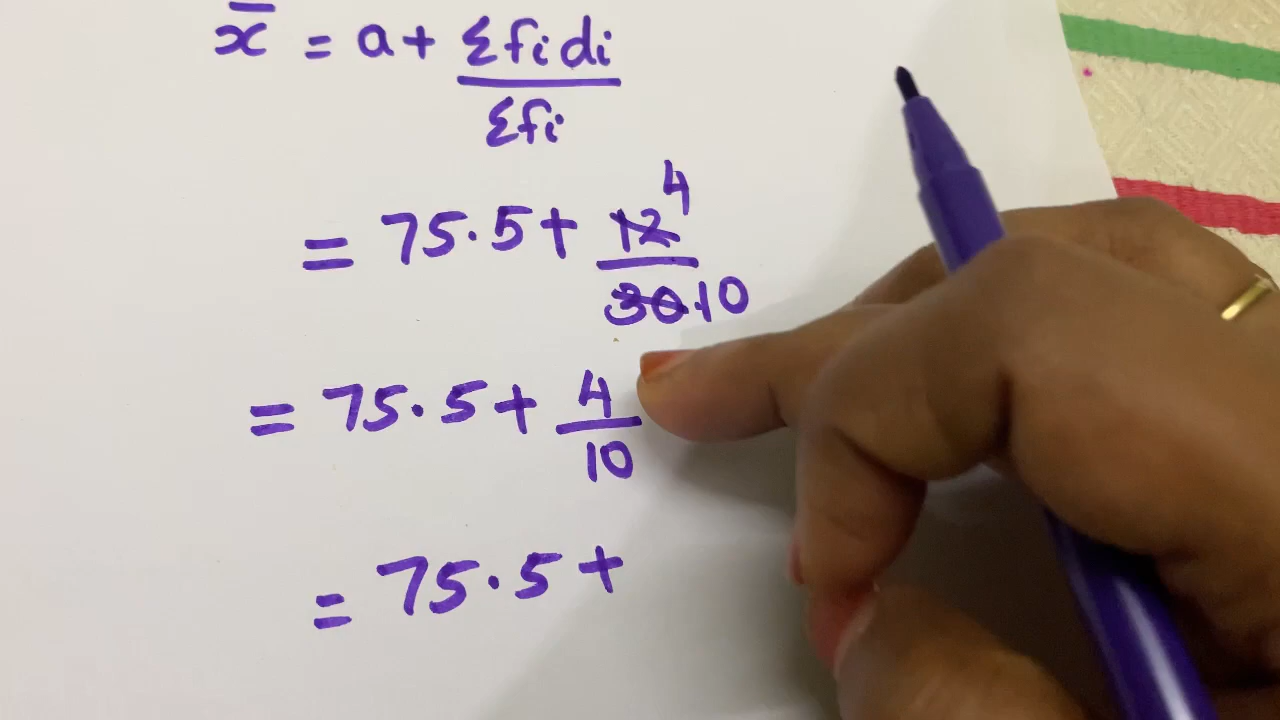 x̄ = a + Σfidi
Σfi
= 75.5 + 12 4
30 10
= 75.5 + 4
10
= 75.5 +